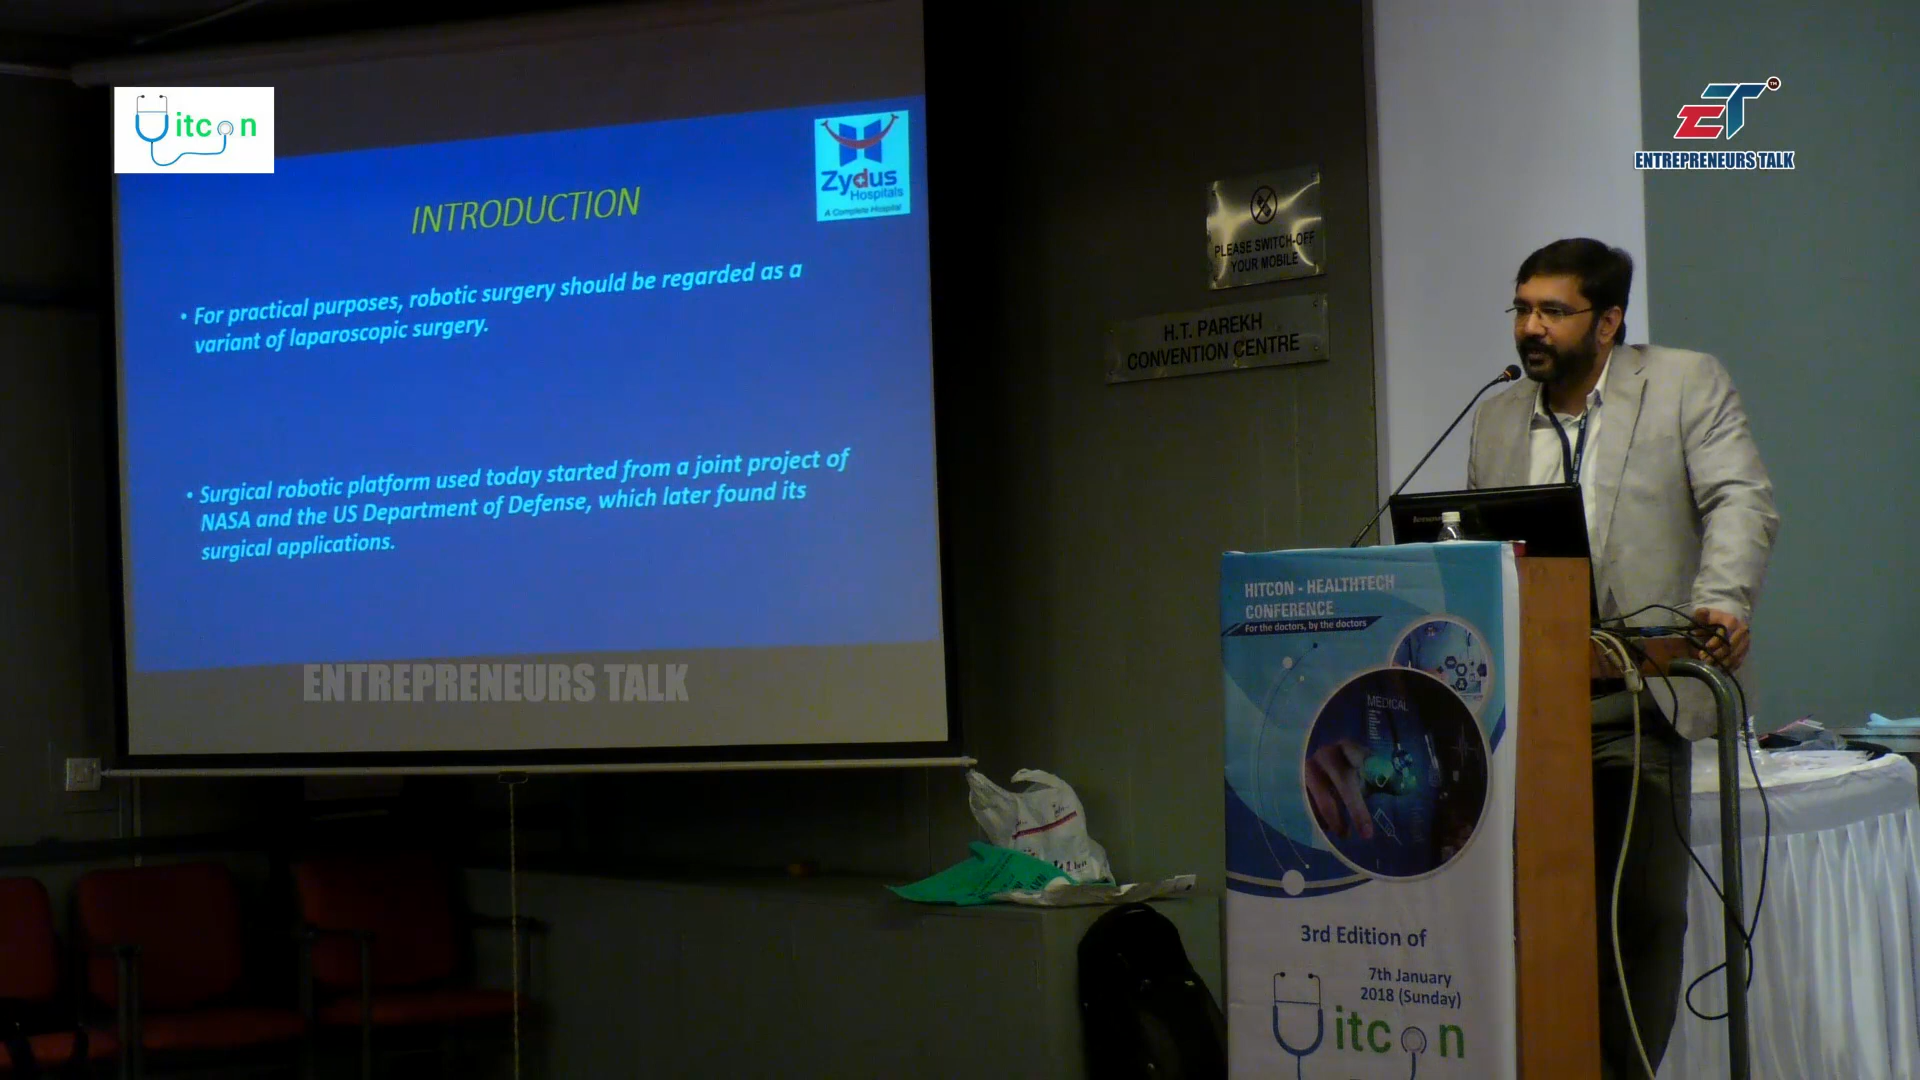 itcon
ET
TM
ENTREPRENEURS TALK
Zydus
Hospitals
A Complete Hospital
INTRODUCTION
• For practical purposes, robotic surgery should be regarded as a
variant of laparoscopic surgery.
• Surgical robotic platform used today started from a joint project of
NASA and the US Department of Defense, which later found its
surgical applications.
ENTREPRENEURS TALK
PLEASE SWITCH-OFF
YOUR MOBILE
H.T. PAREKH
CONVENTION CENTRE
HITCON - HEALTHTECH
CONFERENCE
For the doctors, by the doctors
MEDICAL
3rd Edition of
7th January
2018 (Sunday)
itcon